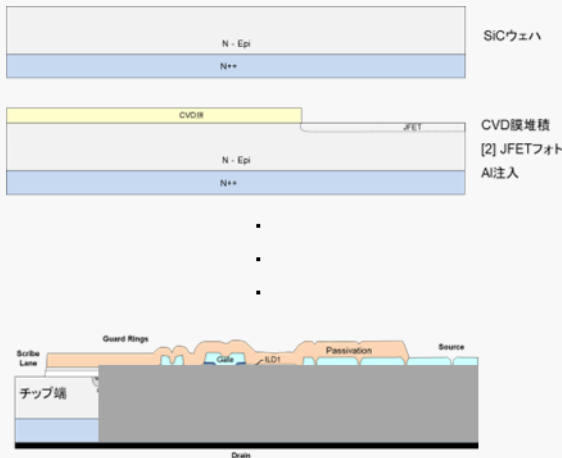 N - Epi
SiCウェハ
N++
CVD膜
JFET
CVD膜堆積
[2] JFETフォト
N - Epi
Al注入
N++
Guard Rings
Passivation
Source
Scribe
Lane
Gate
ILD1
チップ端
Drain